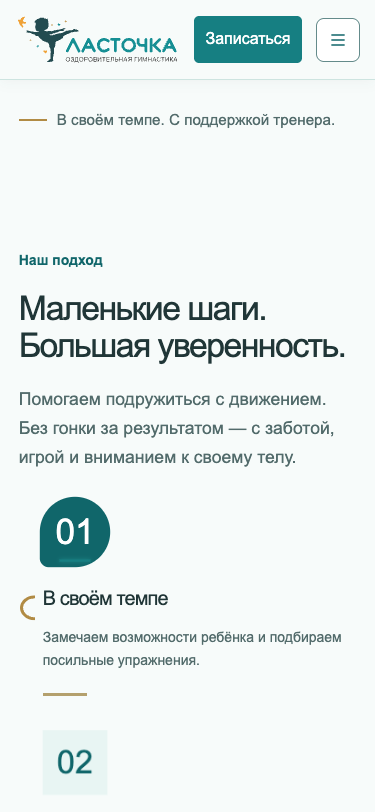 ЛАСТОЧКА
ОЗДОРОВИТЕЛЬНАЯ ГИМНАСТИКА
Записаться
В своём темпе. С поддержкой тренера.
Наш подход
Маленькие шаги.
Большая уверенность.
Помогаем подружиться с движением.
Без гонки за результатом — с заботой,
игрой и вниманием к своему телу.
01
В своём темпе
Замечаем возможности ребёнка и подбираем
посильные упражнения.
02